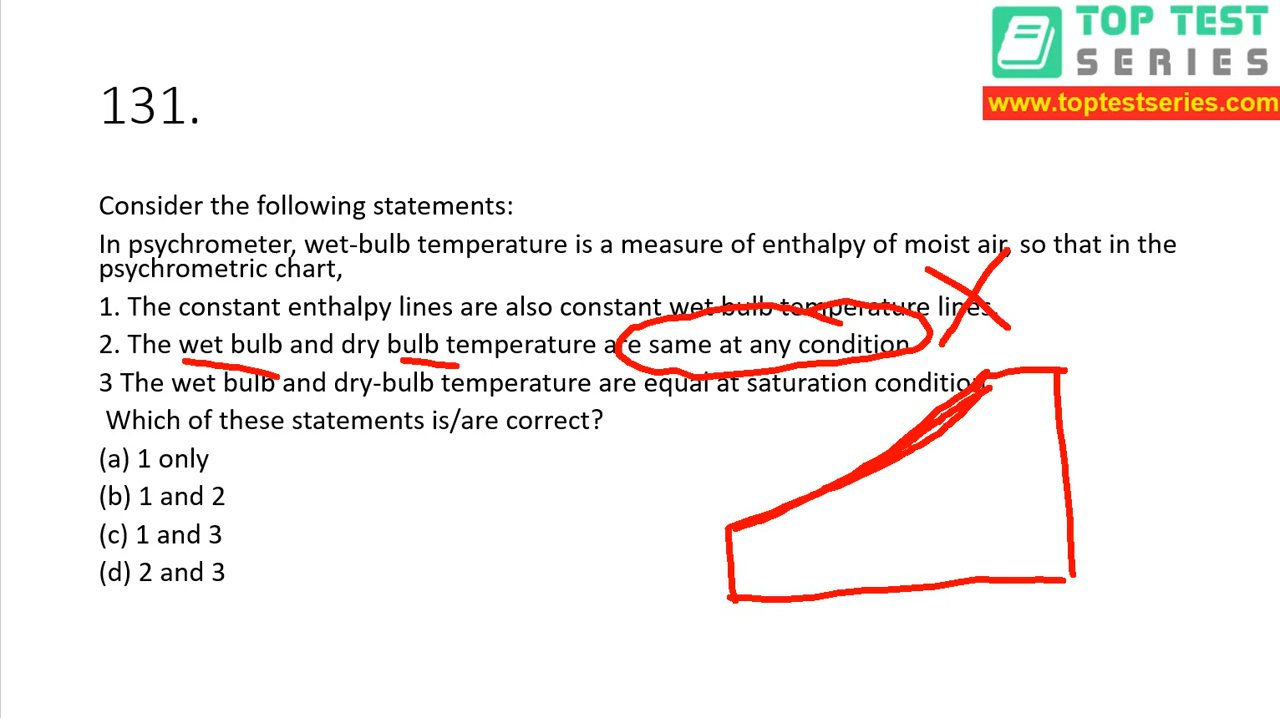 TOP TEST
SERIES
www.toptestseries.com
131.
Consider the following statements:
In psychrometer, wet-bulb temperature is a measure of enthalpy of moist air, so that in the
psychrometric chart,
1. The constant enthalpy lines are also constant wet bulb temperature lines.
2. The wet bulb and dry bulb temperature are same at any condition
3 The wet bulb and dry-bulb temperature are equal at saturation condition.
Which of these statements is/are correct?
(a) 1 only
(b) 1 and 2
(c) 1 and 3
(d) 2 and 3